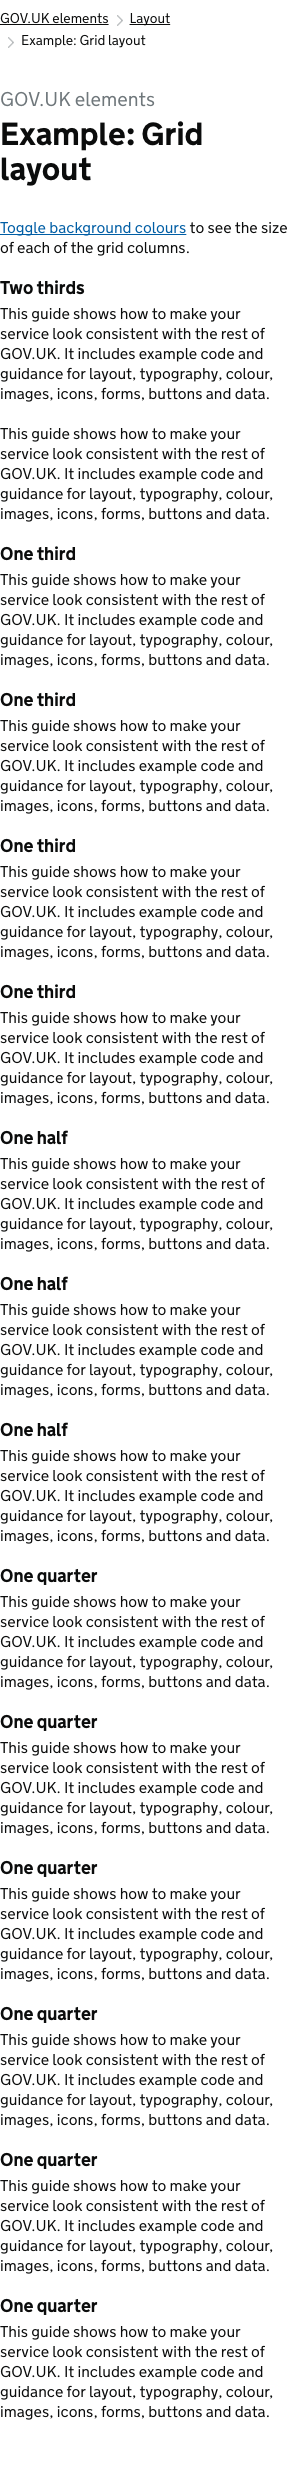 GOV.UK elements > Layout
> Example: Grid layout
GOV.UK elements
Example: Grid
layout
Toggle background colours to see the size
of each of the grid columns.
Two thirds
This guide shows how to make your
service look consistent with the rest of
GOV.UK. It includes example code and
guidance for layout, typography, colour,
images, icons, forms, buttons and data.
This guide shows how to make your
service look consistent with the rest of
GOV.UK. It includes example code and
guidance for layout, typography, colour,
images, icons, forms, buttons and data.
One third
This guide shows how to make your
service look consistent with the rest of
GOV.UK. It includes example code and
guidance for layout, typography, colour,
images, icons, forms, buttons and data.
One third
This guide shows how to make your
service look consistent with the rest of
GOV.UK. It includes example code and
guidance for layout, typography, colour,
images, icons, forms, buttons and data.
One third
This guide shows how to make your
service look consistent with the rest of
GOV.UK. It includes example code and
guidance for layout, typography, colour,
images, icons, forms, buttons and data.
One third
This guide shows how to make your
service look consistent with the rest of
GOV.UK. It includes example code and
guidance for layout, typography, colour,
images, icons, forms, buttons and data.
One half
This guide shows how to make your
service look consistent with the rest of
GOV.UK. It includes example code and
guidance for layout, typography, colour,
images, icons, forms, buttons and data.
One half
This guide shows how to make your
service look consistent with the rest of
GOV.UK. It includes example code and
guidance for layout, typography, colour,
images, icons, forms, buttons and data.
One half
This guide shows how to make your
service look consistent with the rest of
GOV.UK. It includes example code and
guidance for layout, typography, colour,
images, icons, forms, buttons and data.
One quarter
This guide shows how to make your
service look consistent with the rest of
GOV.UK. It includes example code and
guidance for layout, typography, colour,
images, icons, forms, buttons and data.
One quarter
This guide shows how to make your
service look consistent with the rest of
GOV.UK. It includes example code and
guidance for layout, typography, colour,
images, icons, forms, buttons and data.
One quarter
This guide shows how to make your
service look consistent with the rest of
GOV.UK. It includes example code and
guidance for layout, typography, colour,
images, icons, forms, buttons and data.
One quarter
This guide shows how to make your
service look consistent with the rest of
GOV.UK. It includes example code and
guidance for layout, typography, colour,
images, icons, forms, buttons and data.
One quarter
This guide shows how to make your
service look consistent with the rest of
GOV.UK. It includes example code and
guidance for layout, typography, colour,
images, icons, forms, buttons and data.
One quarter
This guide shows how to make your
service look consistent with the rest of
GOV.UK. It includes example code and
guidance for layout, typography, colour,
images, icons, forms, buttons and data.